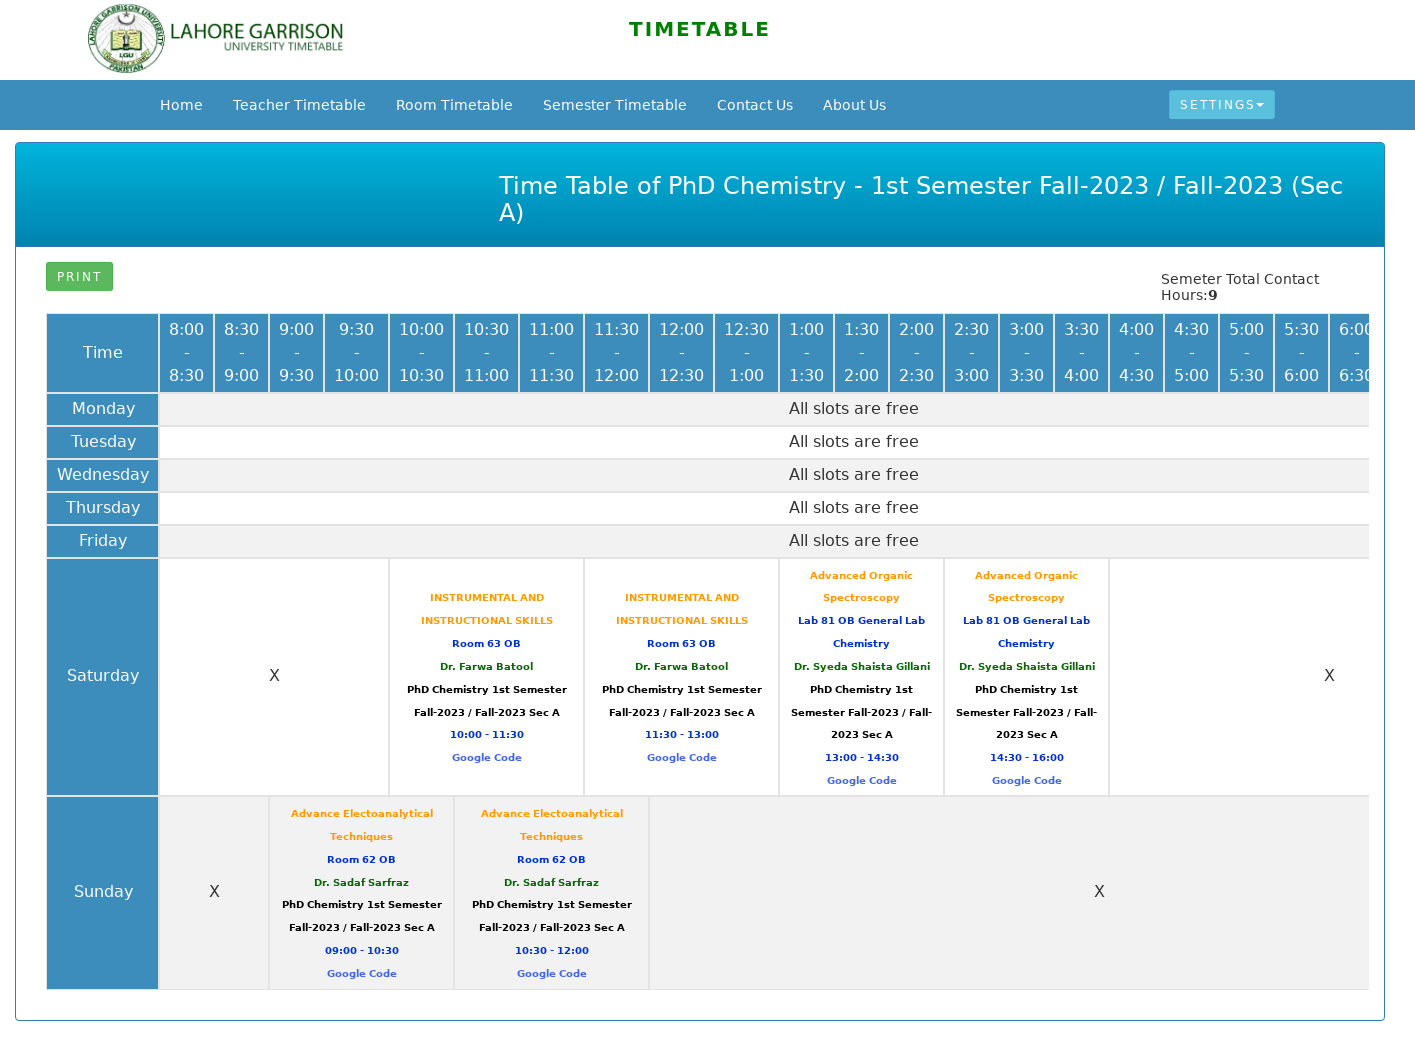 LAHORE GARRISON
UNIVERSITY TIMETABLE
LAHORE GARRISON UNIVERSITY
LGU
PAKISTAN
TIMETABLE
Home Teacher Timetable Room Timetable Semester Timetable Contact Us About Us SETTINGS
Time Table of PhD Chemistry - 1st Semester Fall-2023 / Fall-2023 (Sec
A)
PRINT
Semeter Total Contact
Hours:9
Time
8:00 - 8:30
8:30 - 9:00
9:00 - 9:30
9:30 - 10:00
10:00 - 10:30
10:30 - 11:00
11:00 - 11:30
11:30 - 12:00
12:00 - 12:30
12:30 - 1:00
1:00 - 1:30
1:30 - 2:00
2:00 - 2:30
2:30 - 3:00
3:00 - 3:30
3:30 - 4:00
4:00 - 4:30
4:30 - 5:00
5:00 - 5:30
5:30 - 6:00
6:00 - 6:30
Monday All slots are free
Tuesday All slots are free
Wednesday All slots are free
Thursday All slots are free
Friday All slots are free
Saturday
X
INSTRUMENTAL AND
INSTRUCTIONAL SKILLS
Room 63 OB
Dr. Farwa Batool
PhD Chemistry 1st Semester
Fall-2023 / Fall-2023 Sec A
10:00 - 11:30
Google Code
INSTRUMENTAL AND
INSTRUCTIONAL SKILLS
Room 63 OB
Dr. Farwa Batool
PhD Chemistry 1st Semester
Fall-2023 / Fall-2023 Sec A
11:30 - 13:00
Google Code
Advanced Organic
Spectroscopy
Lab 81 OB General Lab
Chemistry
Dr. Syeda Shaista Gillani
PhD Chemistry 1st
Semester Fall-2023 / Fall-
2023 Sec A
13:00 - 14:30
Google Code
Advanced Organic
Spectroscopy
Lab 81 OB General Lab
Chemistry
Dr. Syeda Shaista Gillani
PhD Chemistry 1st
Semester Fall-2023 / Fall-
2023 Sec A
14:30 - 16:00
Google Code
X
Sunday
X
Advance Electoanalytical
Techniques
Room 62 OB
Dr. Sadaf Sarfraz
PhD Chemistry 1st Semester
Fall-2023 / Fall-2023 Sec A
09:00 - 10:30
Google Code
Advance Electoanalytical
Techniques
Room 62 OB
Dr. Sadaf Sarfraz
PhD Chemistry 1st Semester
Fall-2023 / Fall-2023 Sec A
10:30 - 12:00
Google Code
X